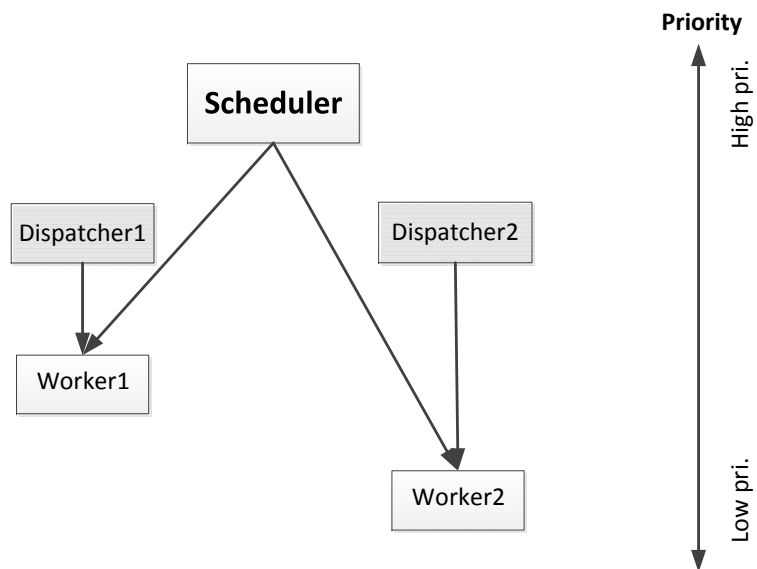 Priority
High pri.
Scheduler
Dispatcher1
Dispatcher2
Worker1
Worker2
Low pri.